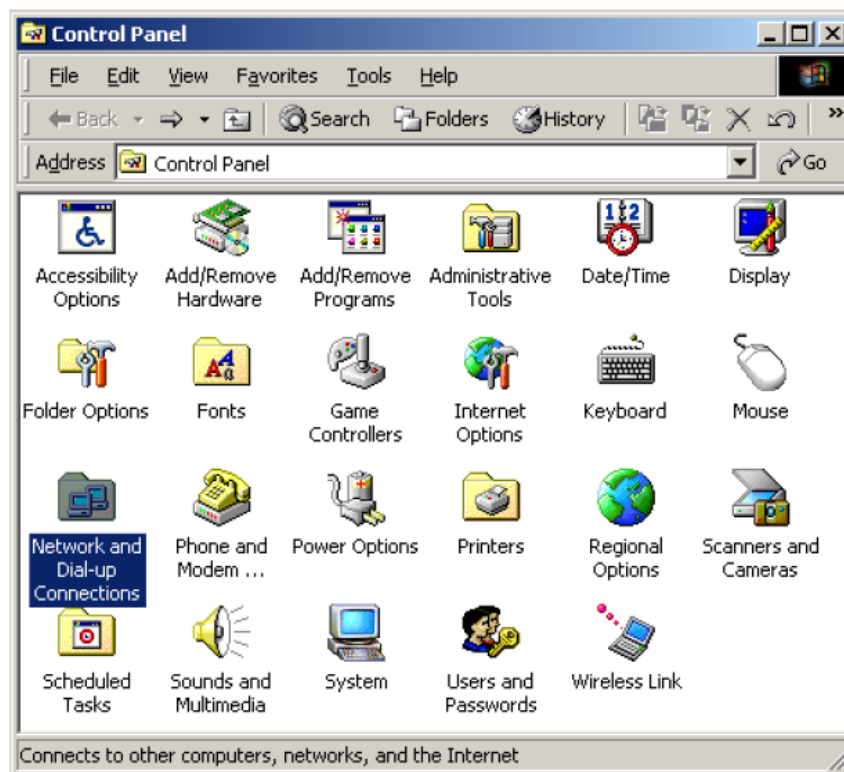 Control Panel
File Edit View Favorites Tools Help
Back Search Folders History »
Address Control Panel Go
Accessibility Options
Add/Remove Hardware
Add/Remove Programs
Administrative Tools
Date/Time
Display
Folder Options
Fonts
Game Controllers
Internet Options
Keyboard
Mouse
Network and Dial-up Connections
Phone and Modem ...
Power Options
Printers
Regional Options
Scanners and Cameras
Scheduled Tasks
Sounds and Multimedia
System
Users and Passwords
Wireless Link
Connects to other computers, networks, and the Internet